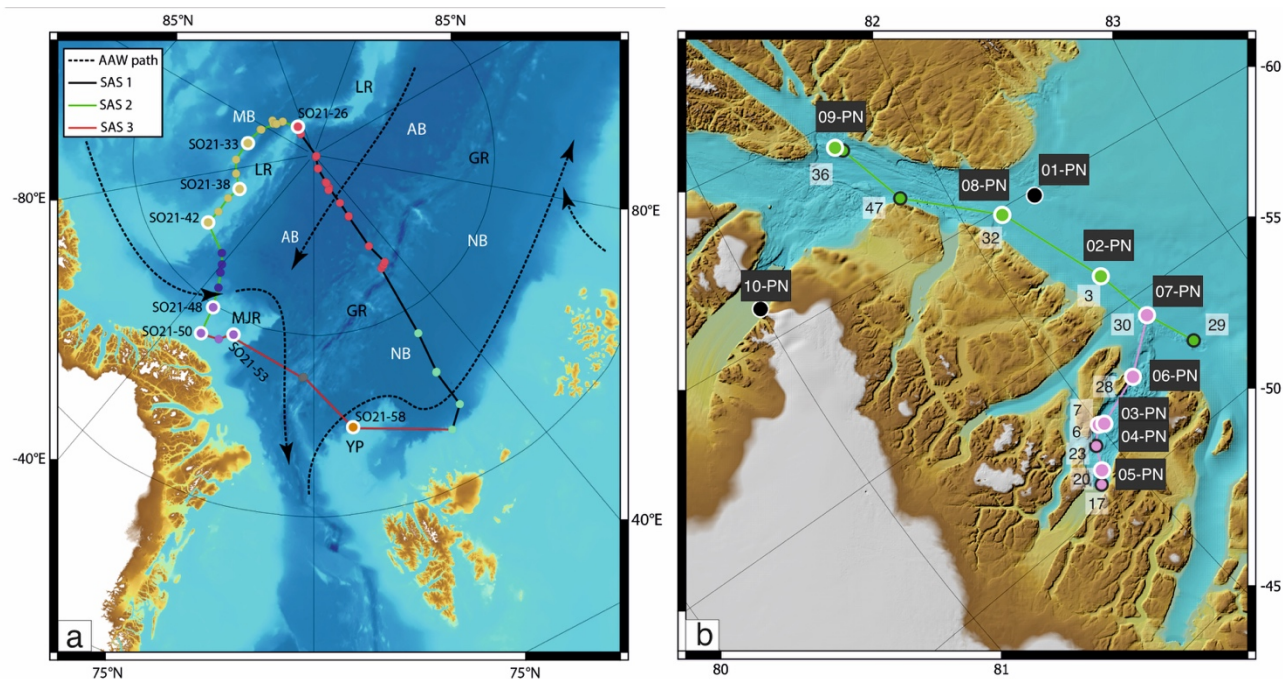 85°N
85°N
AAW path
SAS 1
SAS 2
SAS 3
LR
SO21-26
MB
AB
SO21-33
GR
LR
-80°E
SO21-38
80°E
SO21-42
AB
NB
SO21-48
GR
MJR
SO21-50
NB
SO21-53
SO21-58
YP
-40°E
40°E
a
75°N
75°N
82
83
-60
09-PN
01-PN
36
08-PN
47
-55
32
02-PN
10-PN
07-PN
3
30
29
06-PN
28
-50
7
03-PN
6
04-PN
23
05-PN
20
17
-45
b
80
81